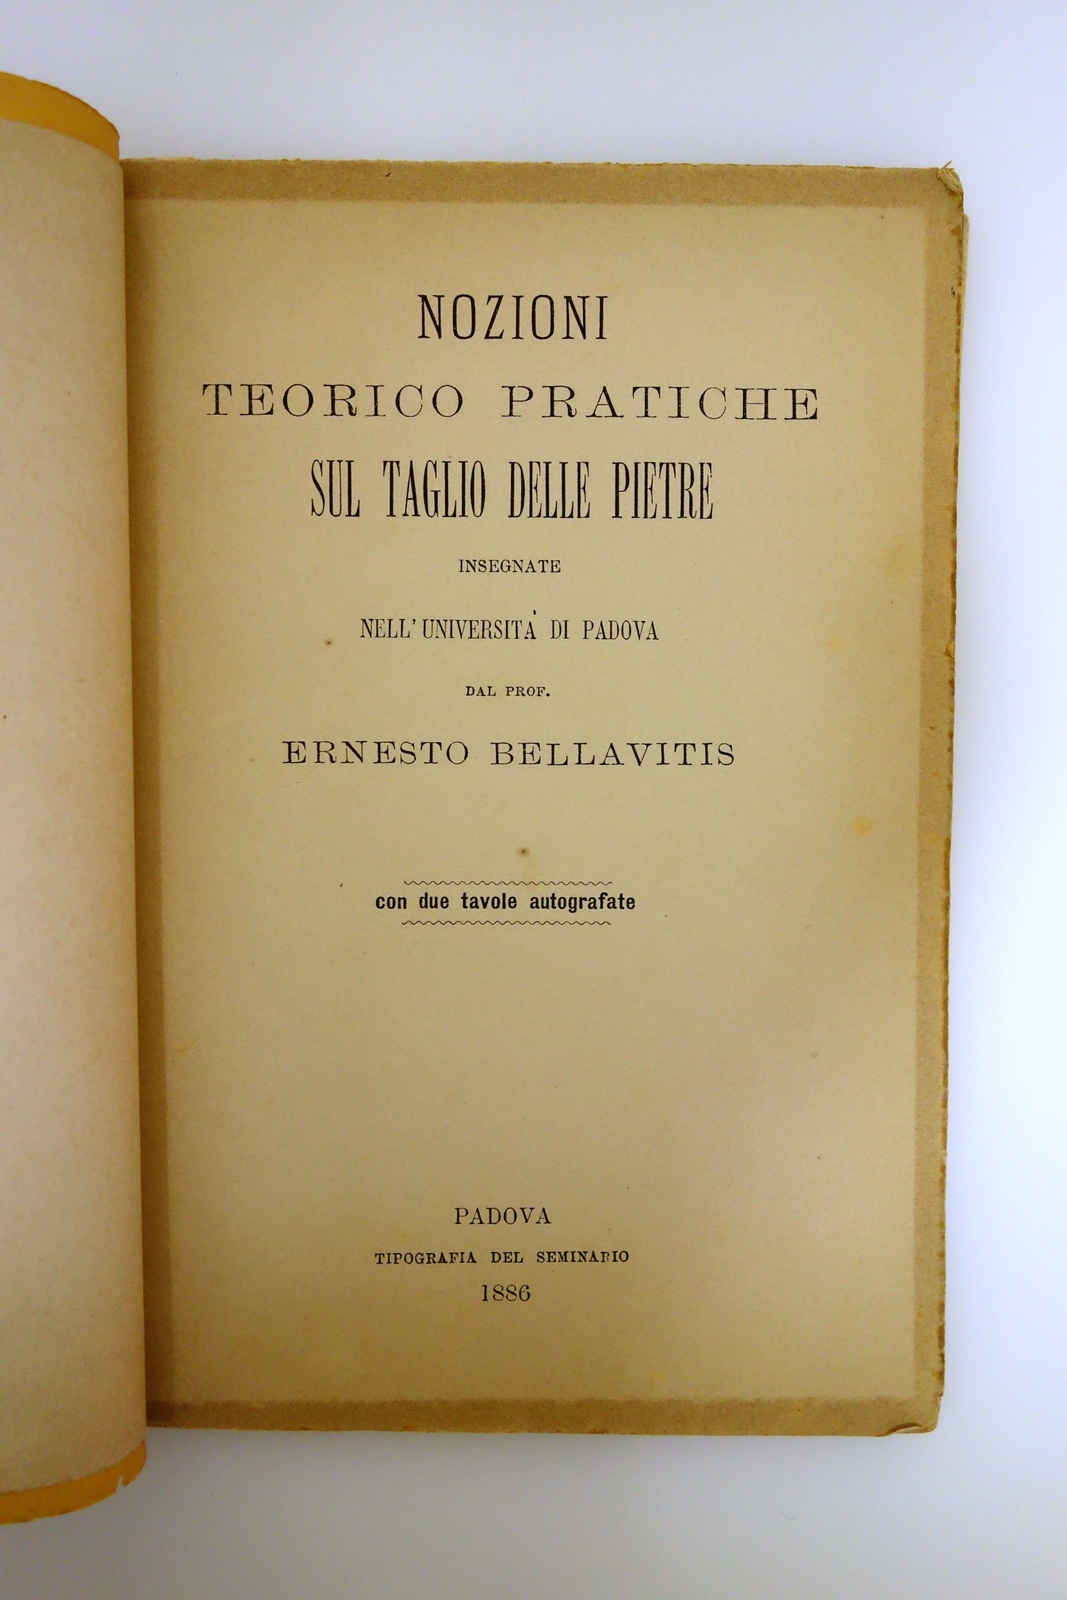 NOZIONI
TEORICO PRATICHE
SUL TAGLIO DELLE PIETRE
INSEGNATE
NELL' UNIVERSITÀ DI PADOVA
DAL PROF.
ERNESTO BELLAVITIS
con due tavole autografate
PADOVA
TIPOGRAFIA DEL SEMINARIO
1886